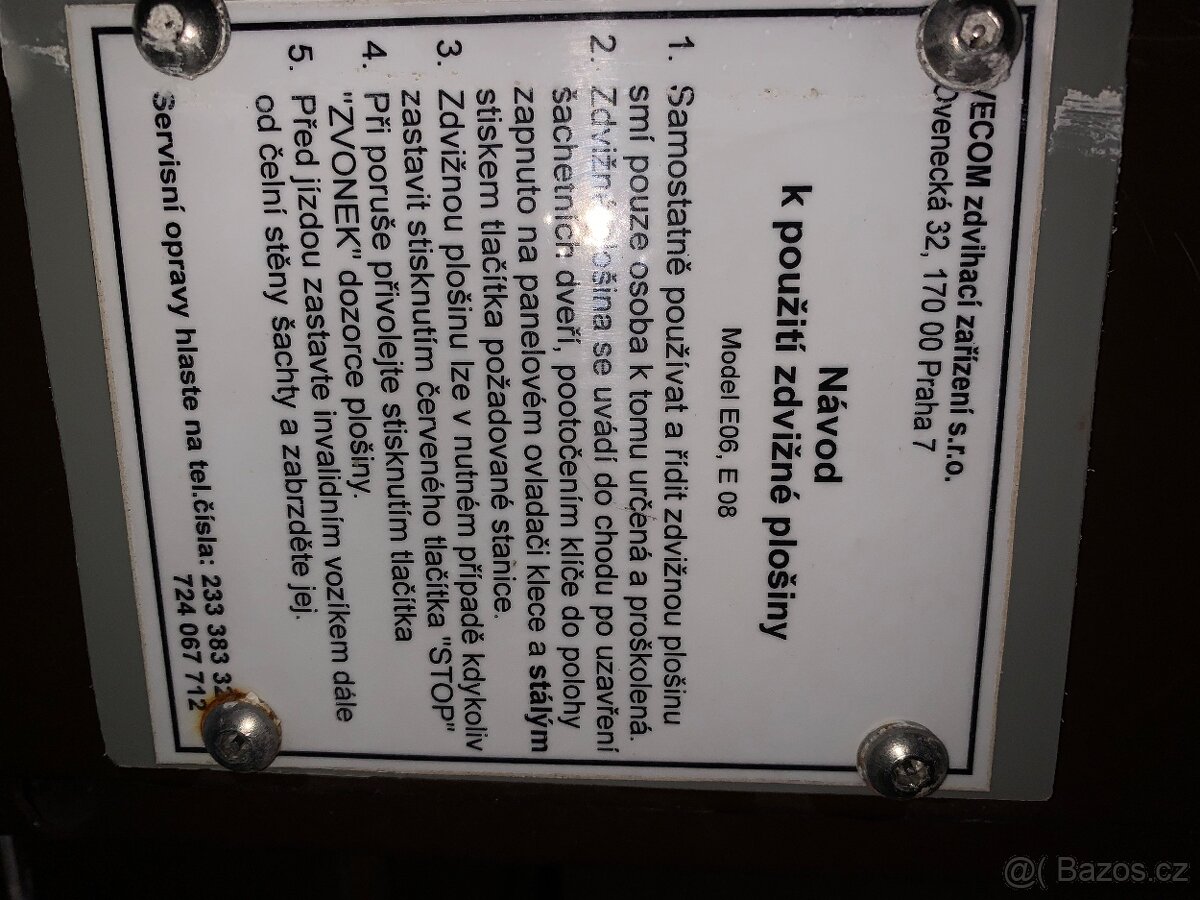 VECOM zdvihací zařízení s.r.o.
Ovenecká 32, 170 00 Praha 7
Návod
k použití zdvižné plošiny
Model E06, E 08
1. Samostatně používat a řídit zdvižnou plošinu
smí pouze osoba k tomu určená a proškolená.
2. Zdvižná plošina se uvádí do chodu po uzavření
šachetních dveří, pootočením klíče do polohy
zapnuto na panelovém ovladači klece a stálým
stiskem tlačítka požadované stanice.
3. Zdvižnou plošinu lze v nutném případě kdykoliv
zastavit stisknutím červeného tlačítka "STOP"
4. Při poruše přivolejte stisknutím tlačítka
"ZVONEK" dozorce plošiny.
5. Před jízdou zastavte invalidním vozíkem dále
od čelní stěny šachty a zabrzděte jej.
Servisní opravy hlaste na tel.čísla: 233 383 32
724 067 712
@( Bazos.cz